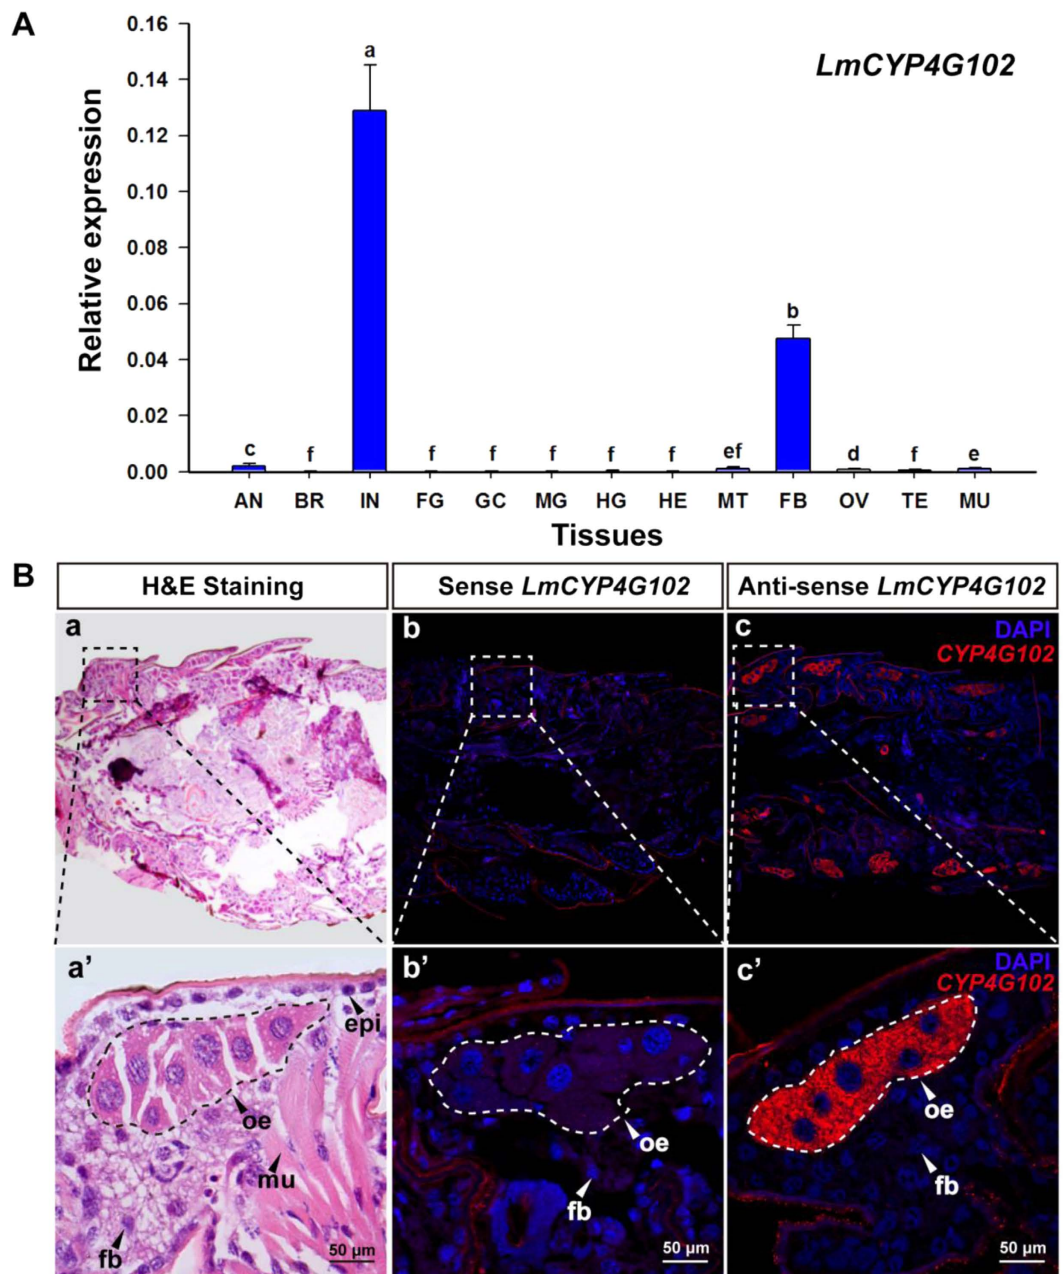 A
LmCYP4G102
Relative expression
0.16
0.14
0.12
0.10
0.08
0.06
0.04
0.02
0.00
c f a f f f f f ef b d f e
AN BR IN FG GC MG HG HE MT FB OV TE MU
Tissues
B
H&E Staining
Sense LmCYP4G102
Anti-sense LmCYP4G102
a
b
c
DAPI
CYP4G102
a’
epi
oe
mu
fb
50 µm
b’
oe
fb
50 µm
c’
DAPI
CYP4G102
oe
fb
50 µm